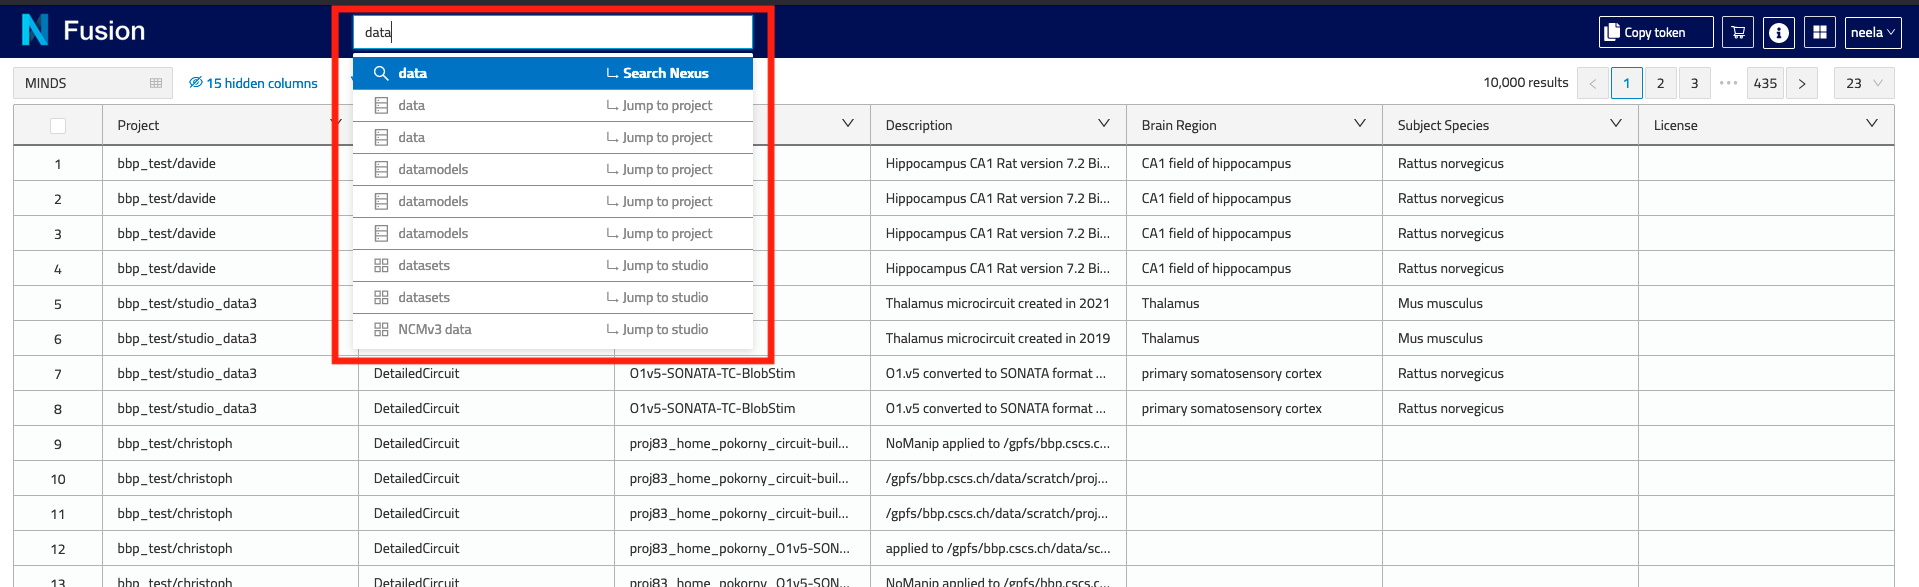 Fusion
data
Copy token
neela
data Search Nexus
data Jump to project
data Jump to project
datamodels Jump to project
datamodels Jump to project
datamodels Jump to project
datasets Jump to studio
datasets Jump to studio
NCMv3 data Jump to studio
MINDS 15 hidden columns 10,000 results < 1 2 3 ••• 435 > 23
Project Description Brain Region Subject Species License
1 bbp_test/davide Hippocampus CA1 Rat version 7.2 Bi... CA1 field of hippocampus Rattus norvegicus
2 bbp_test/davide Hippocampus CA1 Rat version 7.2 Bi... CA1 field of hippocampus Rattus norvegicus
3 bbp_test/davide Hippocampus CA1 Rat version 7.2 Bi... CA1 field of hippocampus Rattus norvegicus
4 bbp_test/davide Hippocampus CA1 Rat version 7.2 Bi... CA1 field of hippocampus Rattus norvegicus
5 bbp_test/studio_data3 Thalamus microcircuit created in 2021 Thalamus Mus musculus
6 bbp_test/studio_data3 Thalamus microcircuit created in 2019 Thalamus Mus musculus
7 bbp_test/studio_data3 DetailedCircuit O1v5-SONATA-TC-BlobStim O1.v5 converted to SONATA format ... primary somatosensory cortex Rattus norvegicus
8 bbp_test/studio_data3 DetailedCircuit O1v5-SONATA-TC-BlobStim O1.v5 converted to SONATA format ... primary somatosensory cortex Rattus norvegicus
9 bbp_test/christoph DetailedCircuit proj83_home_pokorny_circuit-buil... NoManip applied to /gpfs/bbp.cscs.c...
10 bbp_test/christoph DetailedCircuit proj83_home_pokorny_circuit-buil... /gpfs/bbp.cscs.ch/data/scratch/proj...
11 bbp_test/christoph DetailedCircuit proj83_home_pokorny_circuit-buil... /gpfs/bbp.cscs.ch/data/scratch/proj...
12 bbp_test/christoph DetailedCircuit proj83_home_pokorny_O1v5-SON... applied to /gpfs/bbp.cscs.ch/data/sc...
13 bbp_test/christoph DetailedCircuit proj83_home_pokorny_O1v5-SON... NoManip applied to /gpfs/bbp.cscs.c...